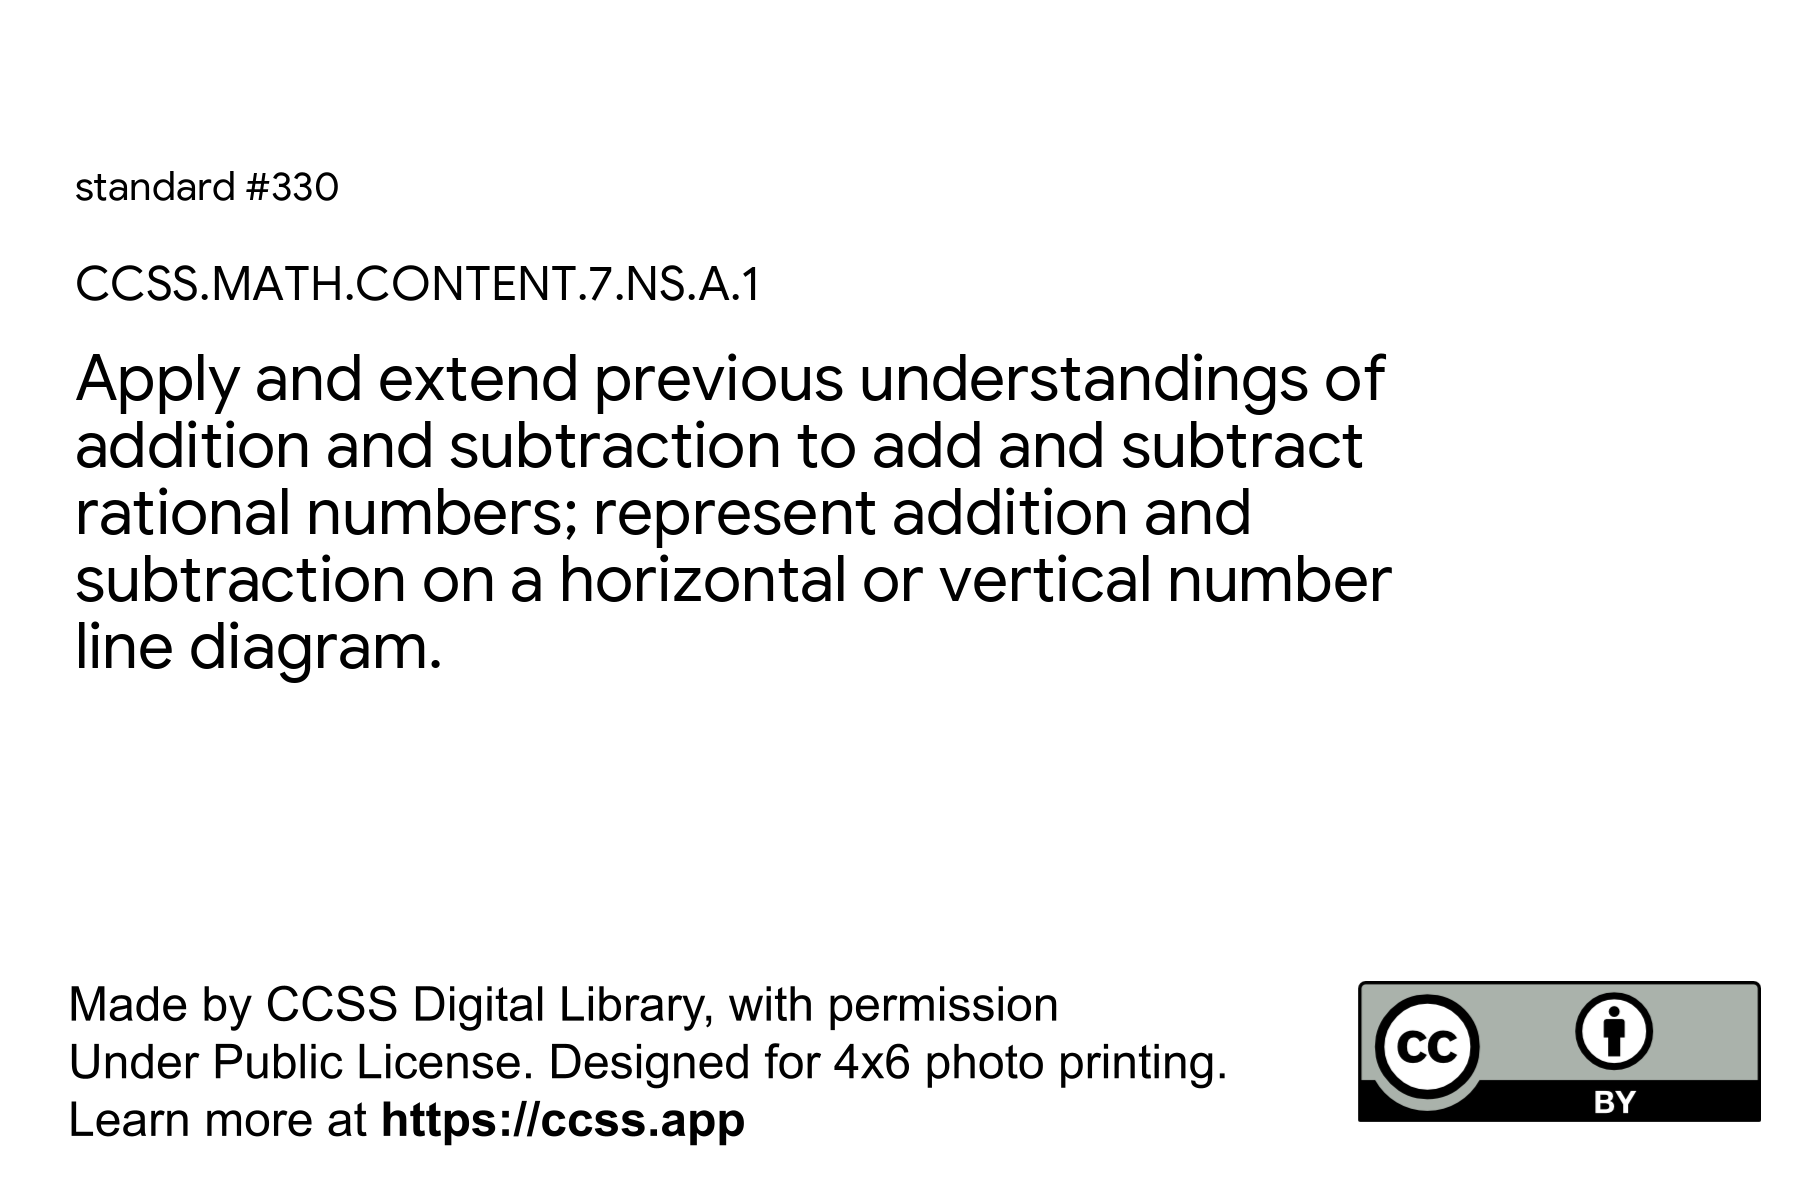 standard #330
CCSS.MATH.CONTENT.7.NS.A.1
Apply and extend previous understandings of
addition and subtraction to add and subtract
rational numbers; represent addition and
subtraction on a horizontal or vertical number
line diagram.
Made by CCSS Digital Library, with permission
Under Public License. Designed for 4x6 photo printing.
Learn more at https://ccss.app
cc
BY